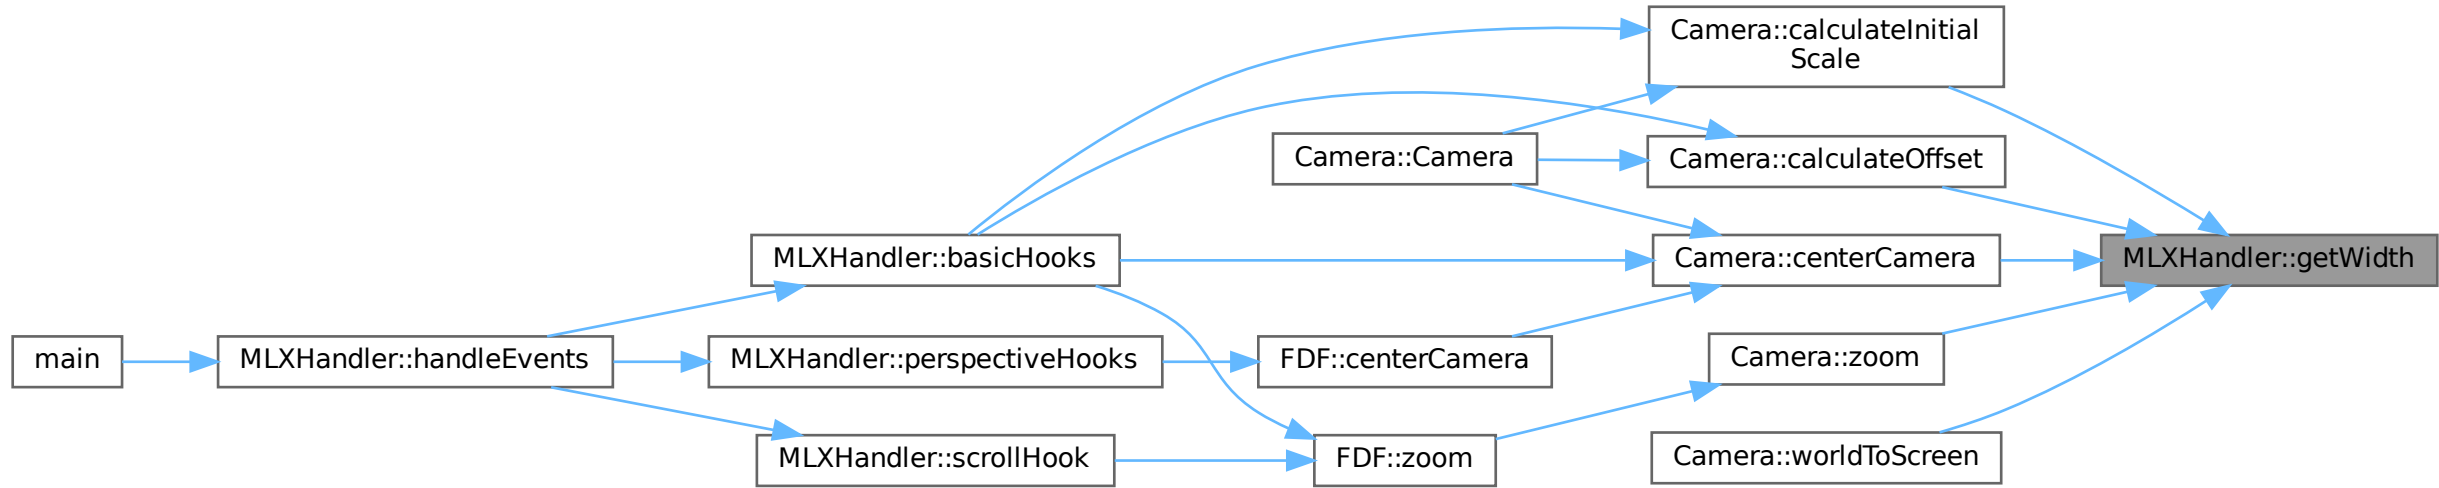 Camera::calculateInitial
Scale
Camera::Camera
Camera::calculateOffset
MLXHandler::basicHooks
Camera::centerCamera
MLXHandler::getWidth
main
MLXHandler::handleEvents
MLXHandler::perspectiveHooks
FDF::centerCamera
Camera::zoom
MLXHandler::scrollHook
FDF::zoom
Camera::worldToScreen